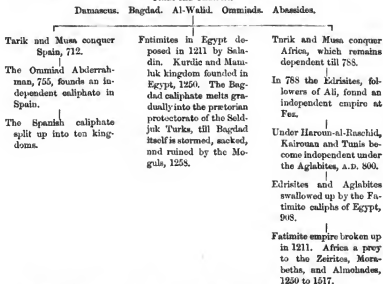 Damascus. Bagdad. Al-Walid. Ommiads. Abassides.
Tarik and Musa conquer
Spain, 712.
The Ommiad Abderrah-
man, 755, founds an in-
dependent caliphate in
Spain.
The Spanish caliphate
split up into ten king-
doms.
Fatimites in Egypt de-
posed in 1211 by Sala-
din. Kurdic and Mam-
luk kingdom founded in
Egypt, 1250. The Bag-
dad caliphate melts gra-
dually into the prætorian
protectorate of the Seld-
juk Turks, till Bagdad
itself is stormed, sacked,
and ruined by the Mo-
guls, 1258.
Tarik and Musa conquer
Africa, which remains
dependent till 788.
In 788 the Edrisites, fol-
lowers of Ali, found an
independent empire at
Fez.
Under Haroun-al-Raschid,
Kairouan and Tunis be-
come independent under
the Aglabites, A.D. 800.
Edrisites and Aglabites
swallowed up by the Fa-
timite caliphs of Egypt,
908.
Fatimite empire broken up
in 1211. Africa a prey
to the Zeirites, Mora-
beths, and Almohades,
1250 to 1517.